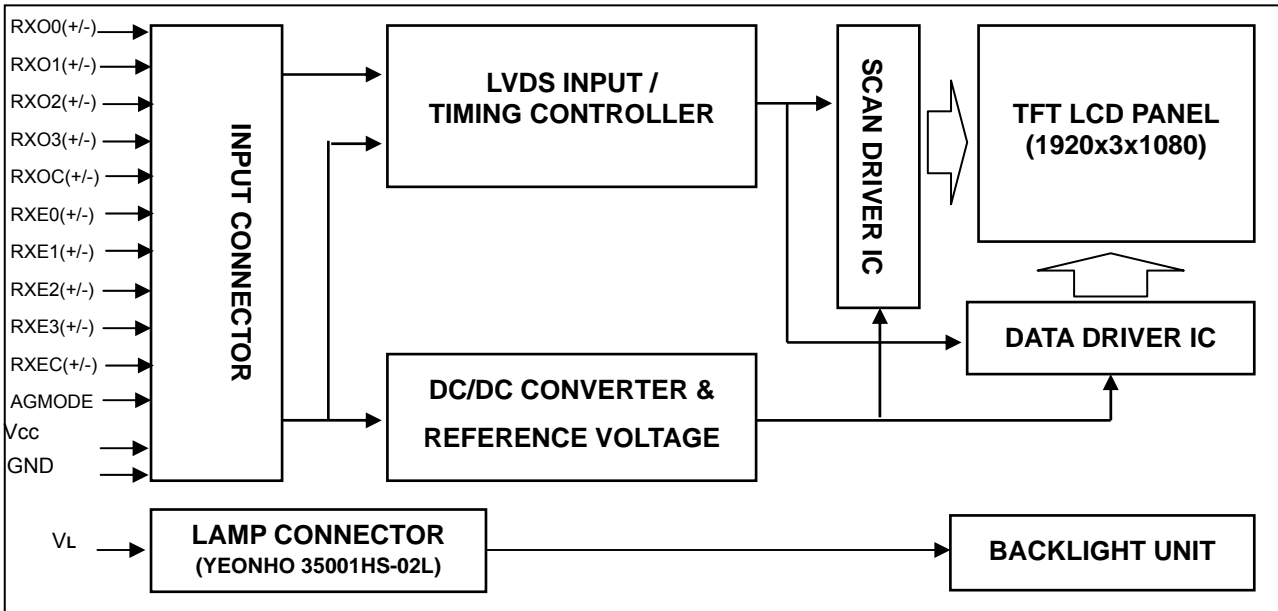 RXO0(+/-)
RXO1(+/-)
RXO2(+/-)
RXO3(+/-)
RXOC(+/-)
RXE0(+/-)
RXE1(+/-)
RXE2(+/-)
RXE3(+/-)
RXEC(+/-)
AGMODE
Vcc
GND
INPUT CONNECTOR
LVDS INPUT /
TIMING CONTROLLER
SCAN DRIVER IC
TFT LCD PANEL
(1920x3x1080)
DATA DRIVER IC
DC/DC CONVERTER &
REFERENCE VOLTAGE
VL
LAMP CONNECTOR
(YEONHO 35001HS-02L)
BACKLIGHT UNIT